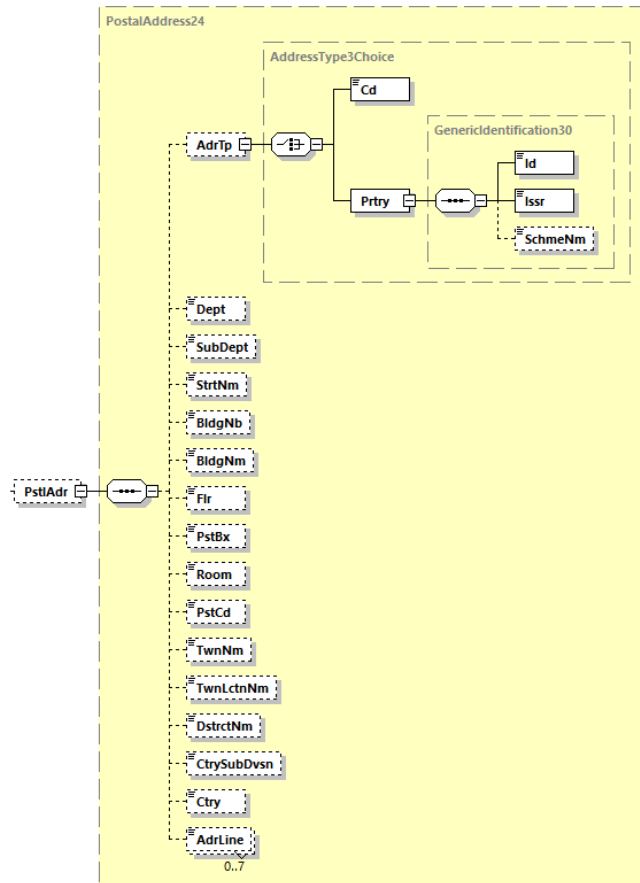 PostalAddress24
AddressType3Choice
Cd
GenericIdentification30
AdrTp
Id
Prtry
Issr
SchmeNm
Dept
SubDept
StrtNm
BldgNb
BldgNm
PstlAdr
Flr
PstBx
Room
PstCd
TwnNm
TwnLctnNm
DstrctNm
CtrySubDvsn
Ctry
AdrLine
0..7